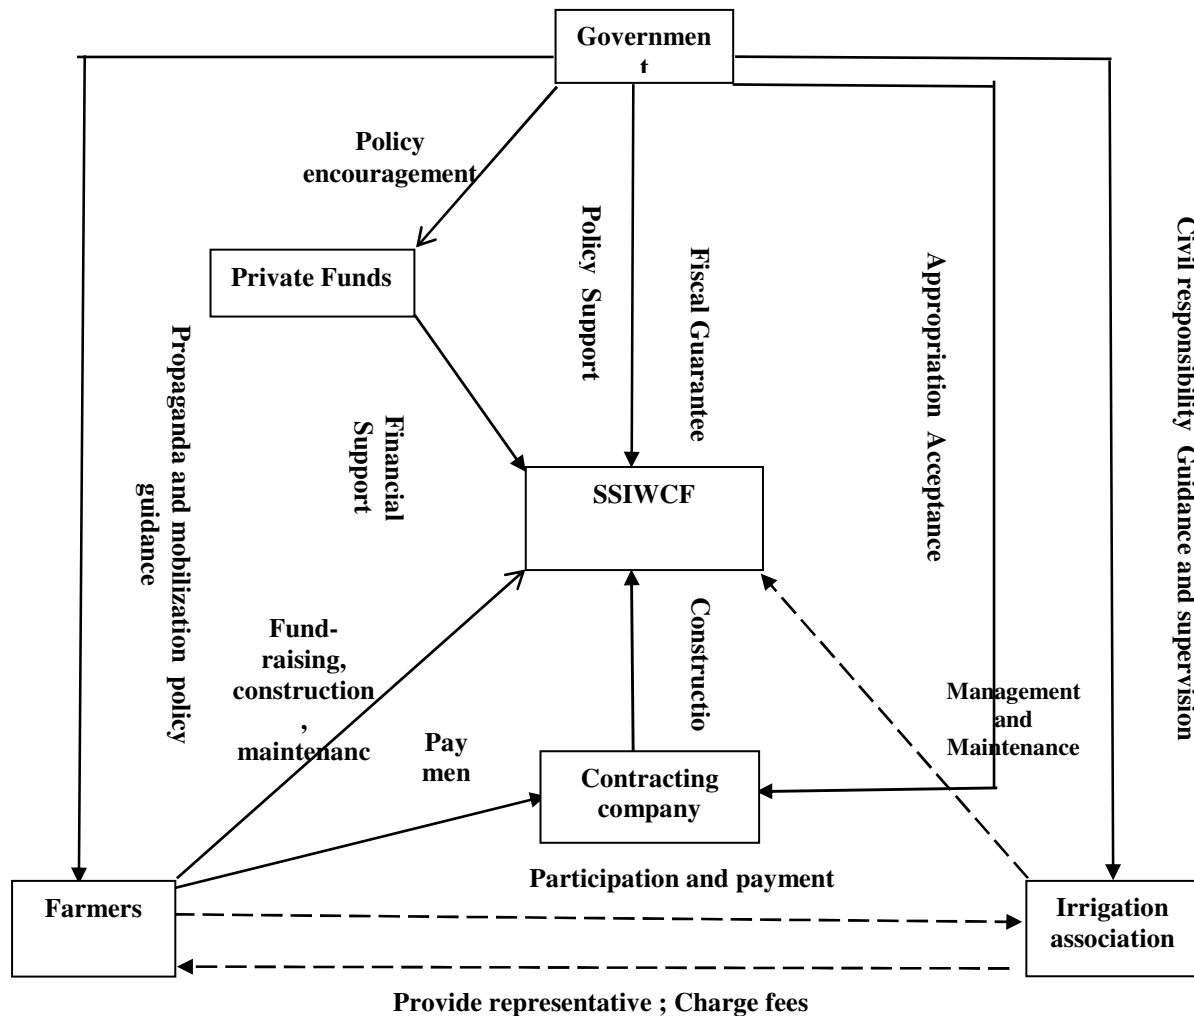 Governmen
t
Policy
encouragement
Private Funds
Policy Support
Fiscal Guarantee
Appropriation Acceptance
Civil responsibility Guidance and supervision
Propaganda and mobilization policy
guidance
Financial
Support
SSIWCF
Fund-
raising,
construction
,
maintenanc
Constructio
Management
and
Maintenance
Pay
men
Contracting
company
Participation and payment
Farmers
Irrigation
association
Provide representative ; Charge fees